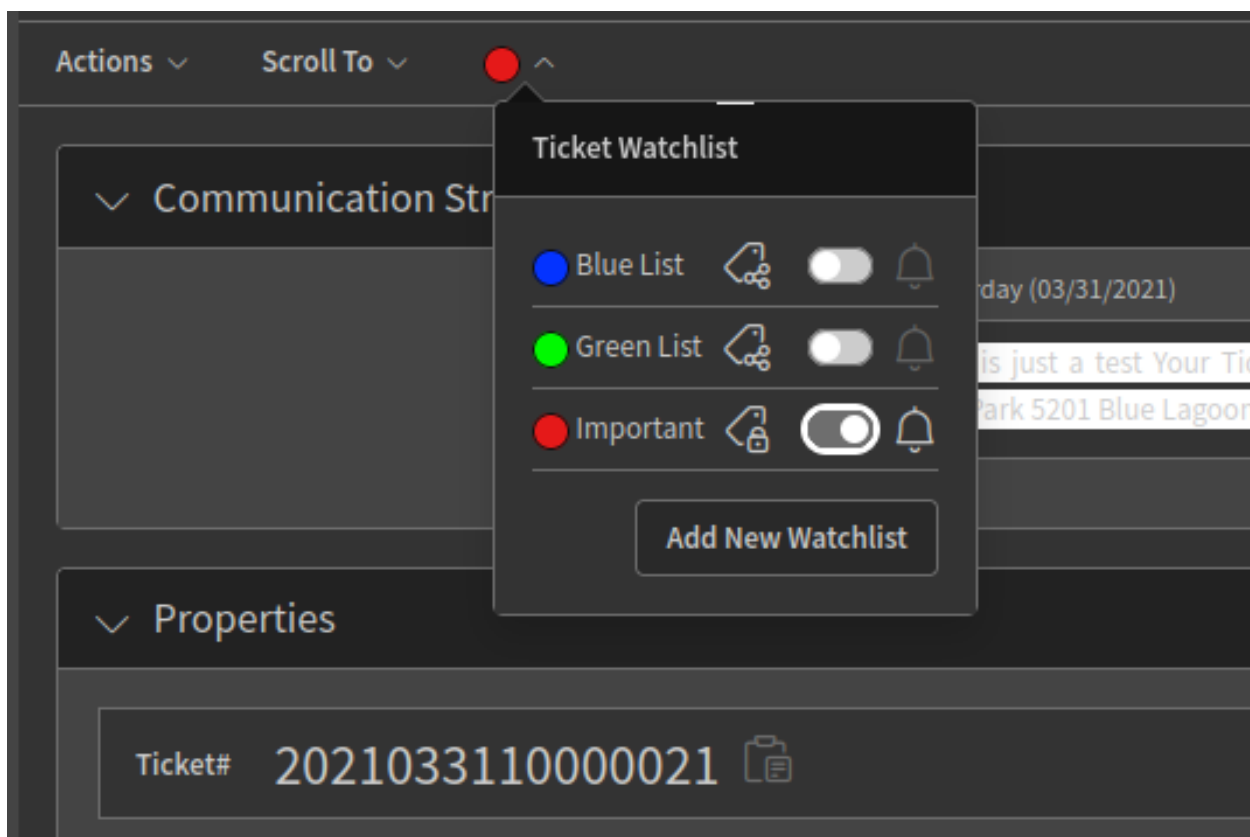 Actions Scroll To
Ticket Watchlist
Communication Str
Blue List
rday (03/31/2021)
Green List
is just a test Your Tic
Park 5201 Blue Lagoon
Important
Add New Watchlist
Properties
Ticket# 2021033110000021